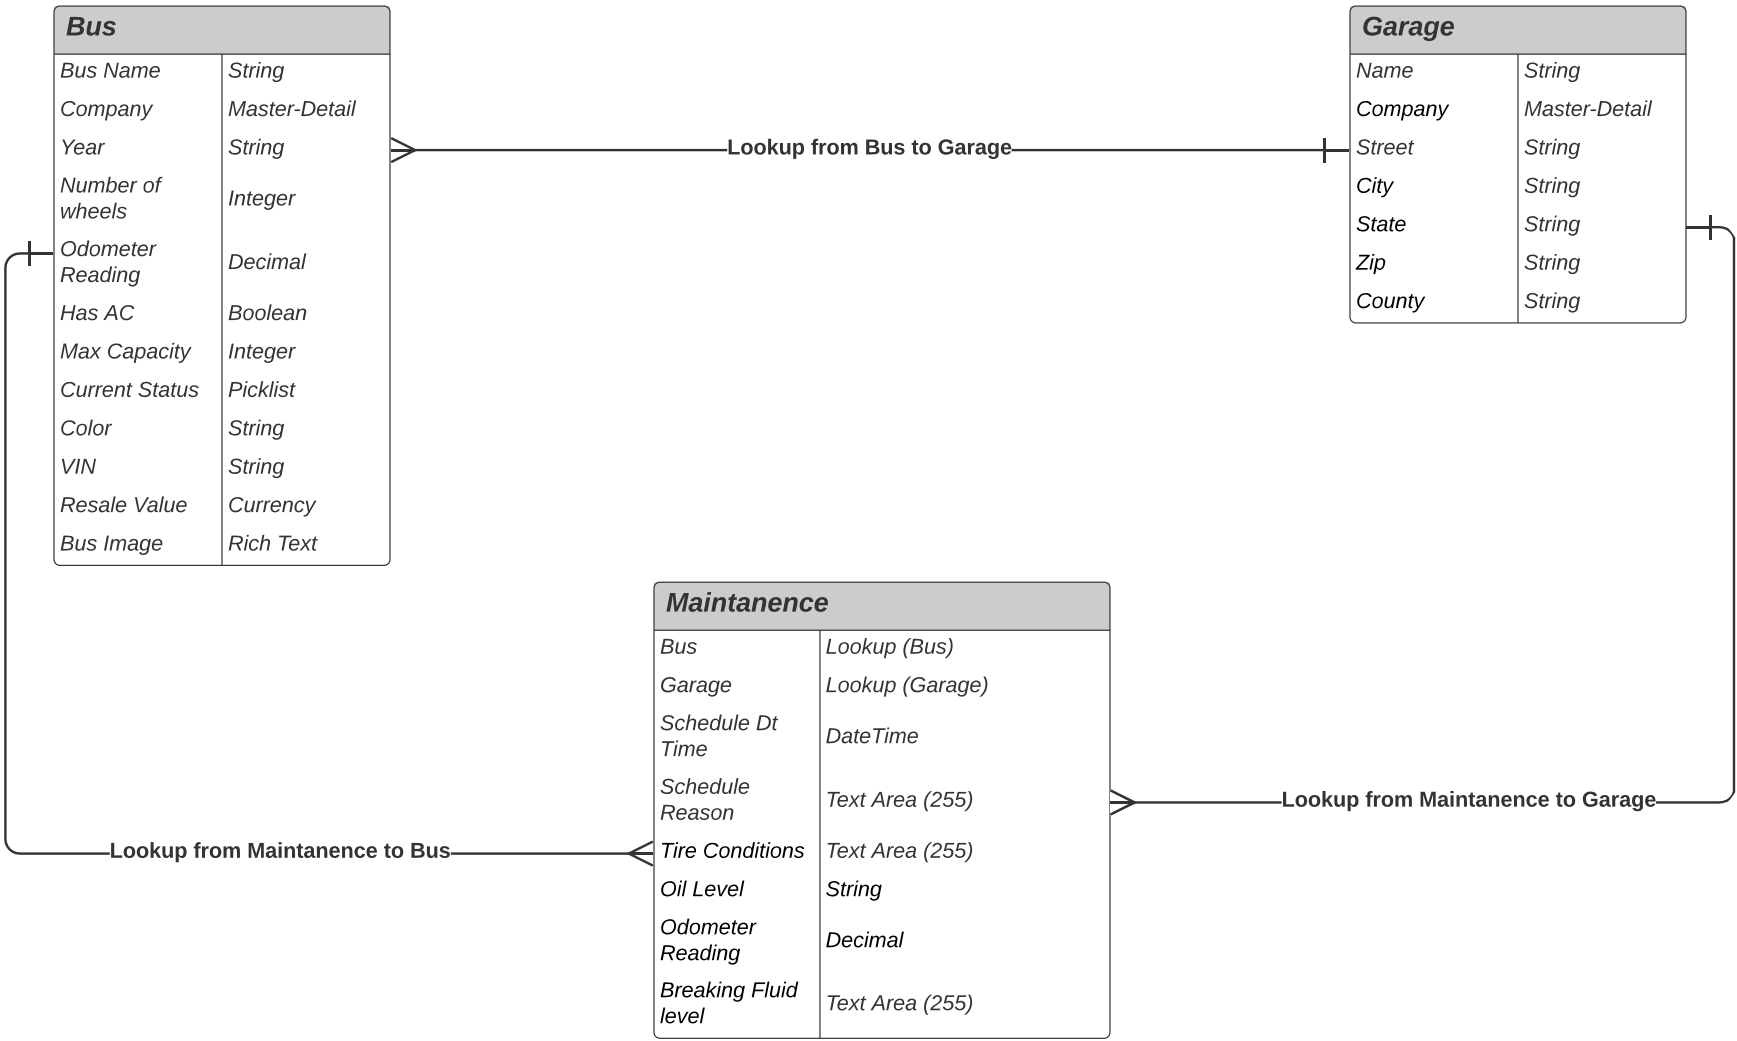 Bus
Bus Name String
Company Master-Detail
Year String
Number of
wheels Integer
Odometer
Reading Decimal
Has AC Boolean
Max Capacity Integer
Current Status Picklist
Color String
VIN String
Resale Value Currency
Bus Image Rich Text
Lookup from Bus to Garage
Garage
Name String
Company Master-Detail
Street String
City String
State String
Zip String
County String
Maintanence
Bus Lookup (Bus)
Garage Lookup (Garage)
Schedule Dt
Time DateTime
Schedule
Reason Text Area (255)
Tire Conditions Text Area (255)
Oil Level String
Odometer
Reading Decimal
Breaking Fluid
level Text Area (255)
Lookup from Maintanence to Bus
Lookup from Maintanence to Garage